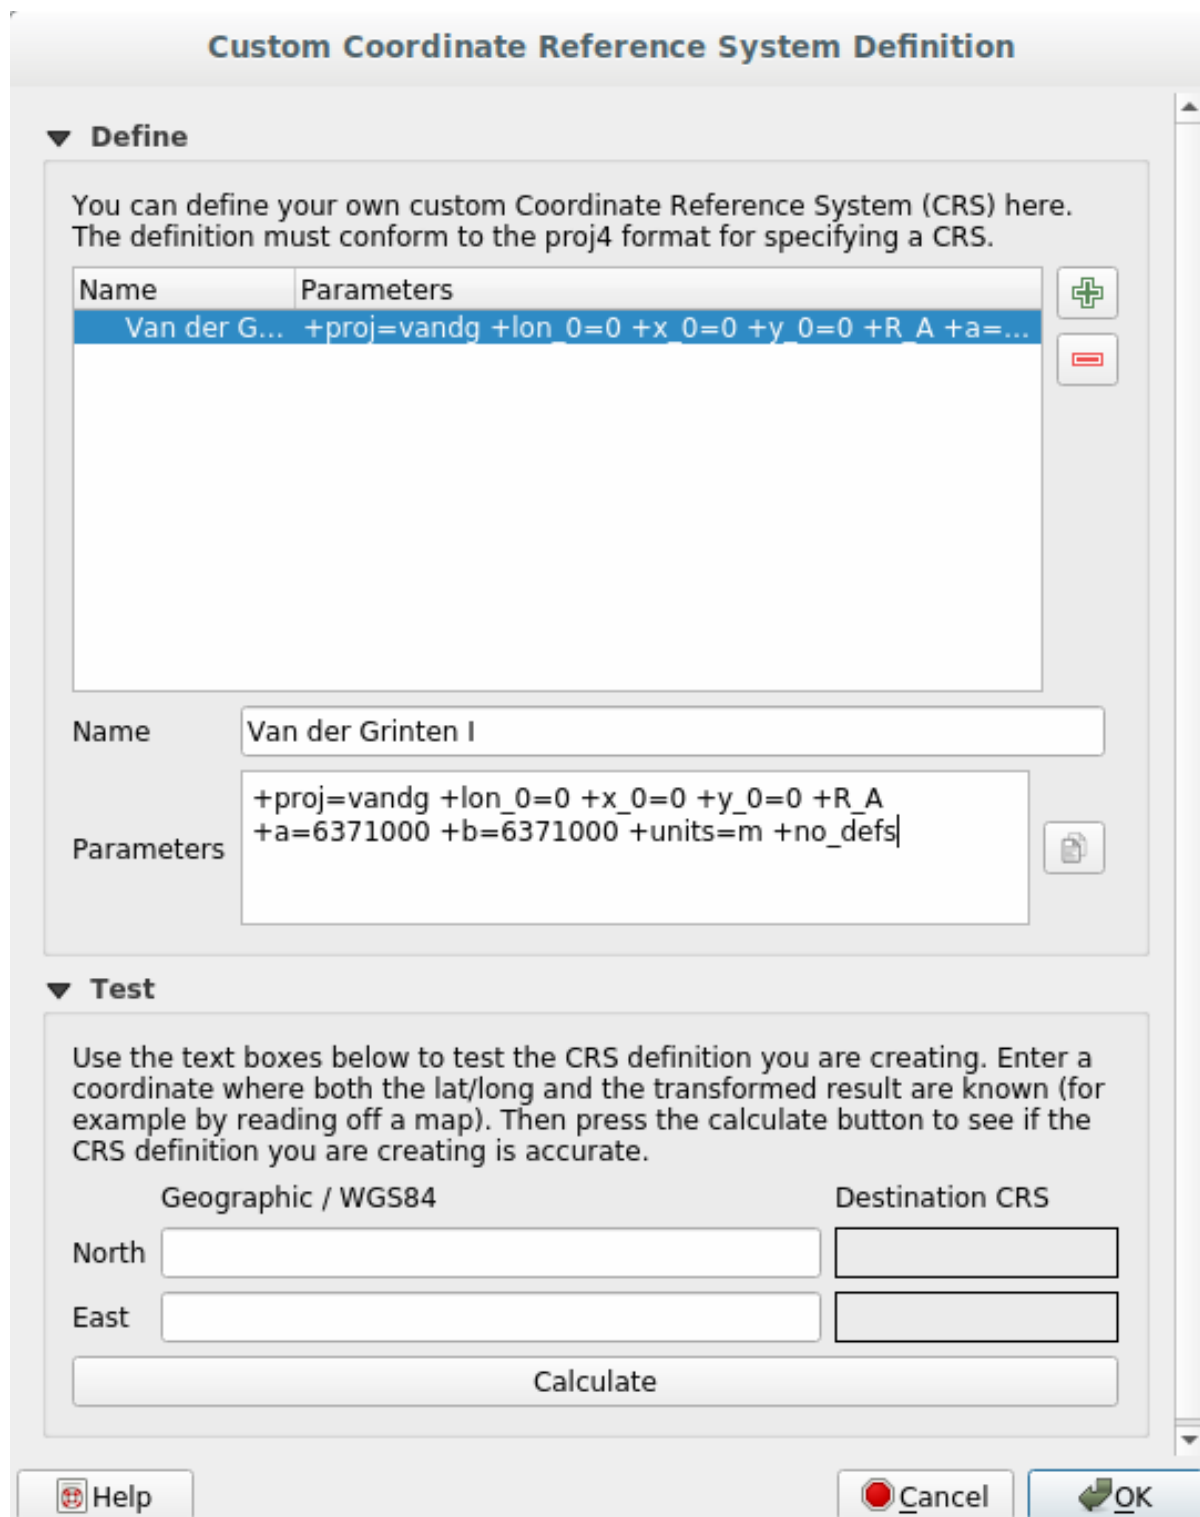 Custom Coordinate Reference System Definition
Define
You can define your own custom Coordinate Reference System (CRS) here.
The definition must conform to the proj4 format for specifying a CRS.
Name Parameters
Van der G... +proj=vandg +lon_0=0 +x_0=0 +y_0=0 +R_A +a=...
Name Van der Grinten I
+proj=vandg +lon_0=0 +x_0=0 +y_0=0 +R_A
+a=6371000 +b=6371000 +units=m +no_defs
Parameters
Test
Use the text boxes below to test the CRS definition you are creating. Enter a
coordinate where both the lat/long and the transformed result are known (for
example by reading off a map). Then press the calculate button to see if the
CRS definition you are creating is accurate.
Geographic / WGS84 Destination CRS
North
East
Calculate
Help Cancel OK